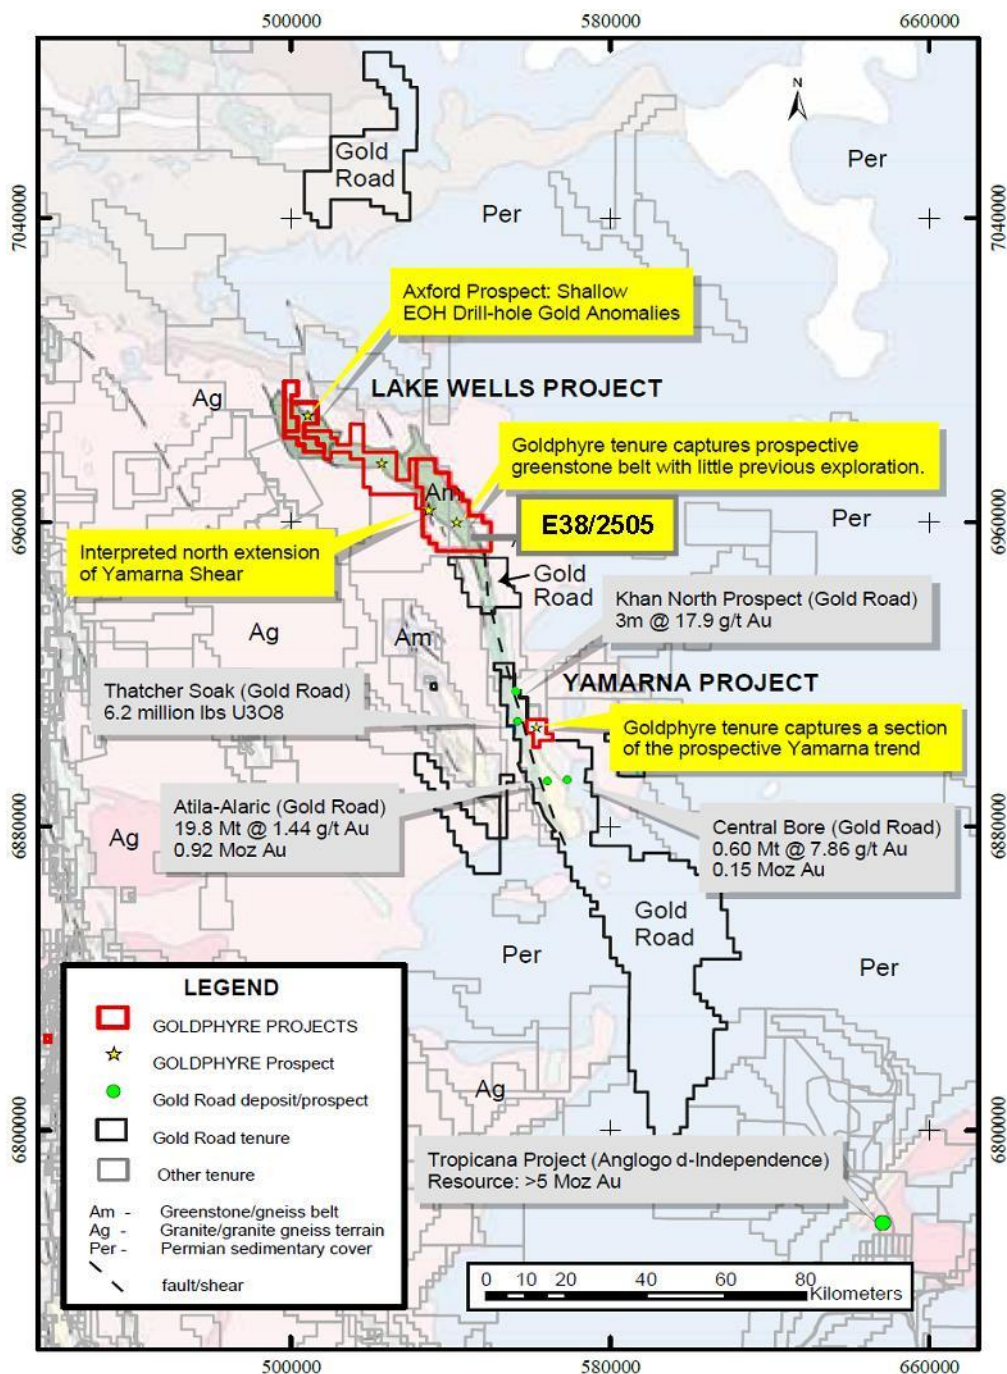 500000 580000 660000
N
Gold
Road
Per
Per
7040000
7040000
Axford Prospect: Shallow
EOH Drill-hole Gold Anomalies
Ag
LAKE WELLS PROJECT
Goldphyre tenure captures prospective
greenstone belt with little previous exploration.
Am
E38/2505
Per
6960000
6960000
Interpreted north extension
of Yamarna Shear
Gold
Road
Khan North Prospect (Gold Road)
3m @ 17.9 g/t Au
Ag
Am
Thatcher Soak (Gold Road)
6.2 million lbs U3O8
YAMARNA PROJECT
Goldphyre tenure captures a section
of the prospective Yamarna trend
Atila-Alaric (Gold Road)
19.8 Mt @ 1.44 g/t Au
0.92 Moz Au
Central Bore (Gold Road)
0.60 Mt @ 7.86 g/t Au
0.15 Moz Au
6880000
6880000
Ag
Gold
Road
Per
Per
LEGEND
GOLDPHYRE PROJECTS
GOLDPHYRE Prospect
Gold Road deposit/prospect
Gold Road tenure
Other tenure
Am - Greenstone/gneiss belt
Ag - Granite/granite gneiss terrain
Per - Permian sedimentary cover
fault/shear
Ag
6800000
6800000
Tropicana Project (Anglogo d-Independence)
Resource: >5 Moz Au
0 10 20 40 60 80
Kilometers
500000 580000 660000